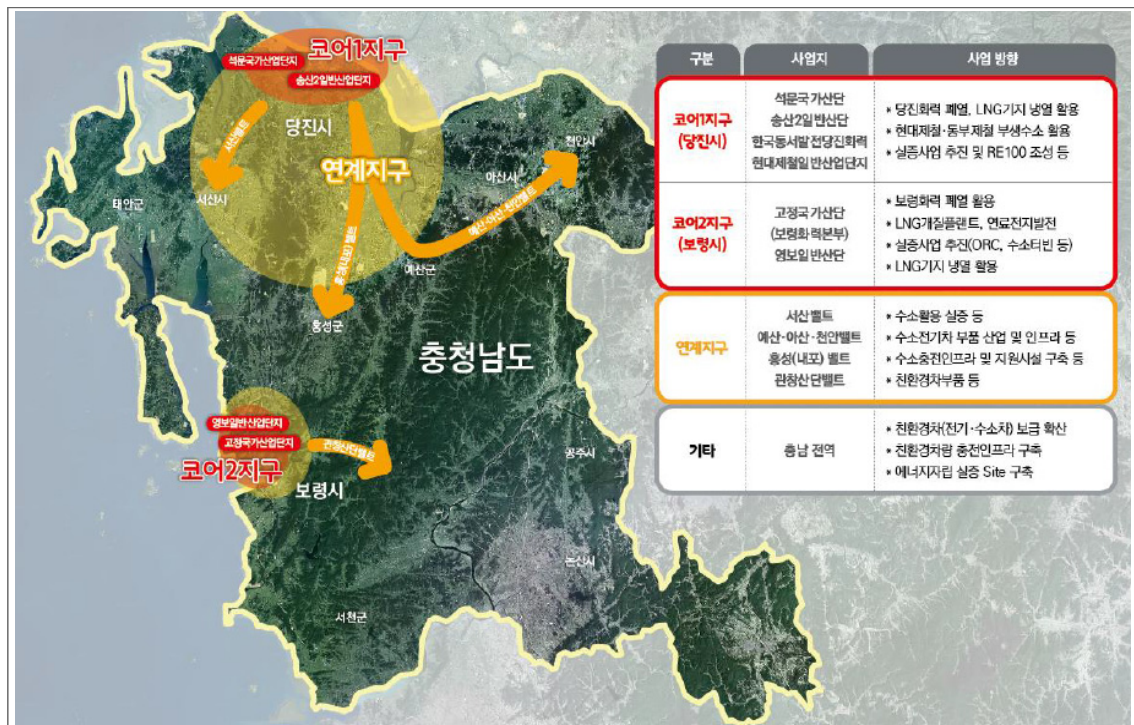 코어1지구
석문국가산업단지
송산2일반산업단지
당진시
서산벨트
연계지구
천안시
아산시
서산시
태안군
예산·아산·천안벨트
홍성(내포)벨트
예산군
홍성군
충청남도
영보일반산업단지
고정국가산업단지
관창산단벨트
코어2지구
보령시
공주시
논산시
서천군
구분 사업지 사업 방향
코어1지구
(당진시)
석문국가산단
송산2일반산단
한국동서발전당진화력
현대제철일반산업단지
* 당진화력 폐열, LNG기지 냉열 활용
* 현대제철·동부제철 부생수소 활용
* 실증사업 추진 및 RE100 조성 등
코어2지구
(보령시)
고정국가산단
(보령화력본부)
영보일반산단
* 보령화력 폐열 활용
* LNG개질플랜트, 연료전지발전
* 실증사업 추진(ORC, 수소터빈 등)
* LNG기지 냉열 활용
연계지구
서산벨트
예산·아산·천안벨트
홍성(내포) 벨트
관창산단벨트
* 수소활용 실증 등
* 수소전기차 부품 산업 및 인프라 등
* 수소충전인프라 및 지원시설 구축 등
* 친환경차부품 등
기타
충남 전역
* 친환경차(전기·수소차) 보급 확산
* 친환경차량 충전인프라 구축
* 에너지자립 실증 Site 구축